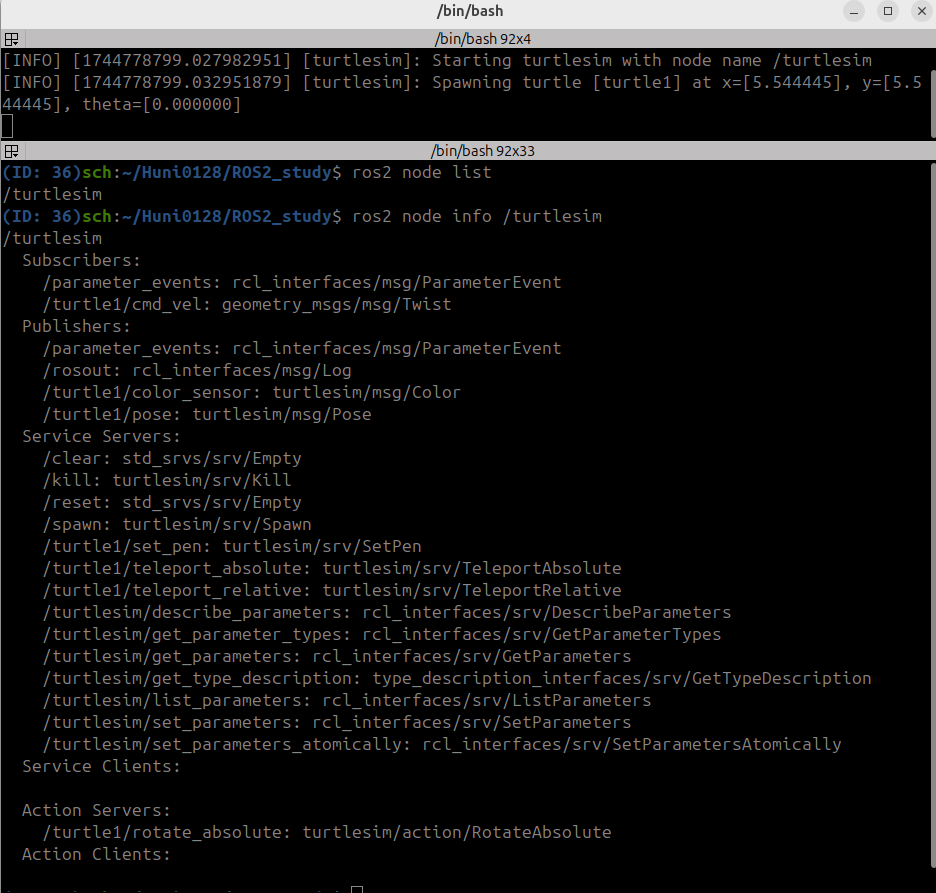 /bin/bash
/bin/bash 92x4
[INFO] [1744778799.027982951] [turtlesim]: Starting turtlesim with node name /turtlesim
[INFO] [1744778799.032951879] [turtlesim]: Spawning turtle [turtle1] at x=[5.544445], y=[5.5
44445], theta=[0.000000]
/bin/bash 92x33
(ID: 36)sch:~/Huni0128/ROS2_study$ ros2 node list
/turtlesim
(ID: 36)sch:~/Huni0128/ROS2_study$ ros2 node info /turtlesim
/turtlesim
  Subscribers:
    /parameter_events: rcl_interfaces/msg/ParameterEvent
    /turtle1/cmd_vel: geometry_msgs/msg/Twist
  Publishers:
    /parameter_events: rcl_interfaces/msg/ParameterEvent
    /rosout: rcl_interfaces/msg/Log
    /turtle1/color_sensor: turtlesim/msg/Color
    /turtle1/pose: turtlesim/msg/Pose
  Service Servers:
    /clear: std_srvs/srv/Empty
    /kill: turtlesim/srv/Kill
    /reset: std_srvs/srv/Empty
    /spawn: turtlesim/srv/Spawn
    /turtle1/set_pen: turtlesim/srv/SetPen
    /turtle1/teleport_absolute: turtlesim/srv/TeleportAbsolute
    /turtle1/teleport_relative: turtlesim/srv/TeleportRelative
    /turtlesim/describe_parameters: rcl_interfaces/srv/DescribeParameters
    /turtlesim/get_parameter_types: rcl_interfaces/srv/GetParameterTypes
    /turtlesim/get_parameters: rcl_interfaces/srv/GetParameters
    /turtlesim/get_type_description: type_description_interfaces/srv/GetTypeDescription
    /turtlesim/list_parameters: rcl_interfaces/srv/ListParameters
    /turtlesim/set_parameters: rcl_interfaces/srv/SetParameters
    /turtlesim/set_parameters_atomically: rcl_interfaces/srv/SetParametersAtomically
  Service Clients:

  Action Servers:
    /turtle1/rotate_absolute: turtlesim/action/RotateAbsolute
  Action Clients: